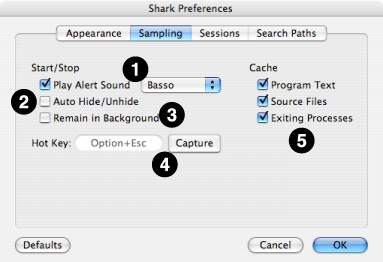 Shark Preferences
Appearance Sampling Sessions Search Paths
Start/Stop
1
Cache
Play Alert Sound Basso
Program Text
2
Auto Hide/Unhide
Source Files
Remain in Background
3
Exiting Processes
Hot Key: Option+Esc Capture
4
5
Defaults Cancel OK